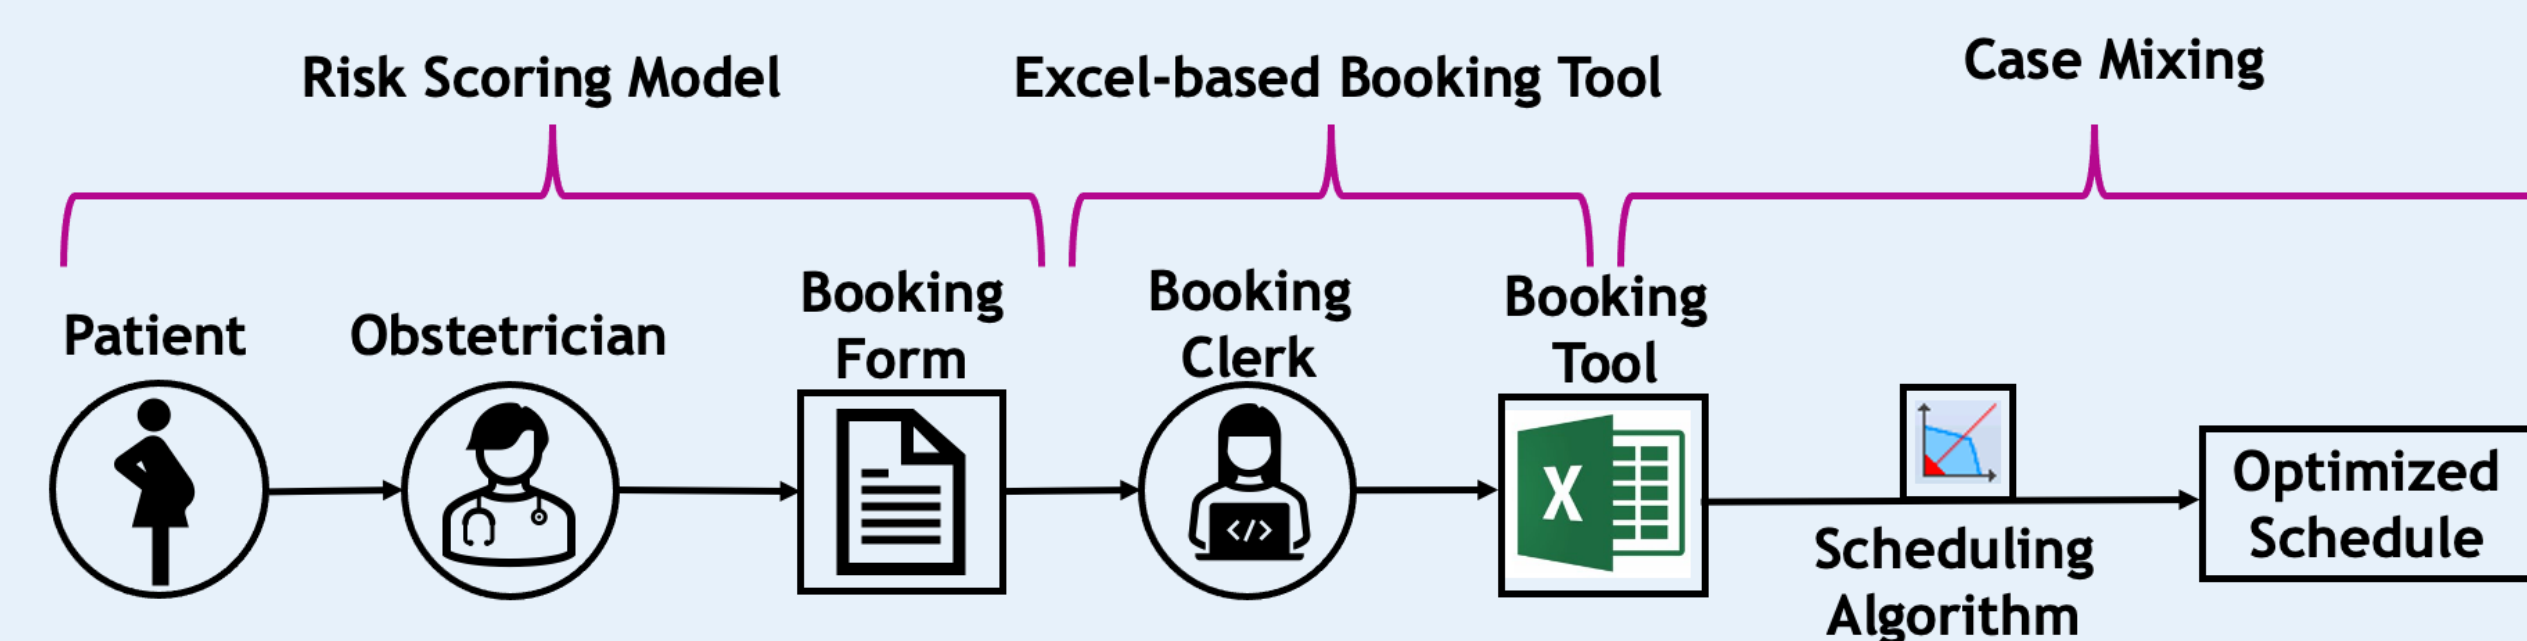 Risk Scoring Model
Excel-based Booking Tool
Case Mixing
Patient
Obstetrician
Booking
Form
Booking
Clerk
</>
Booking
Tool
X
Scheduling
Algorithm
Optimized
Schedule